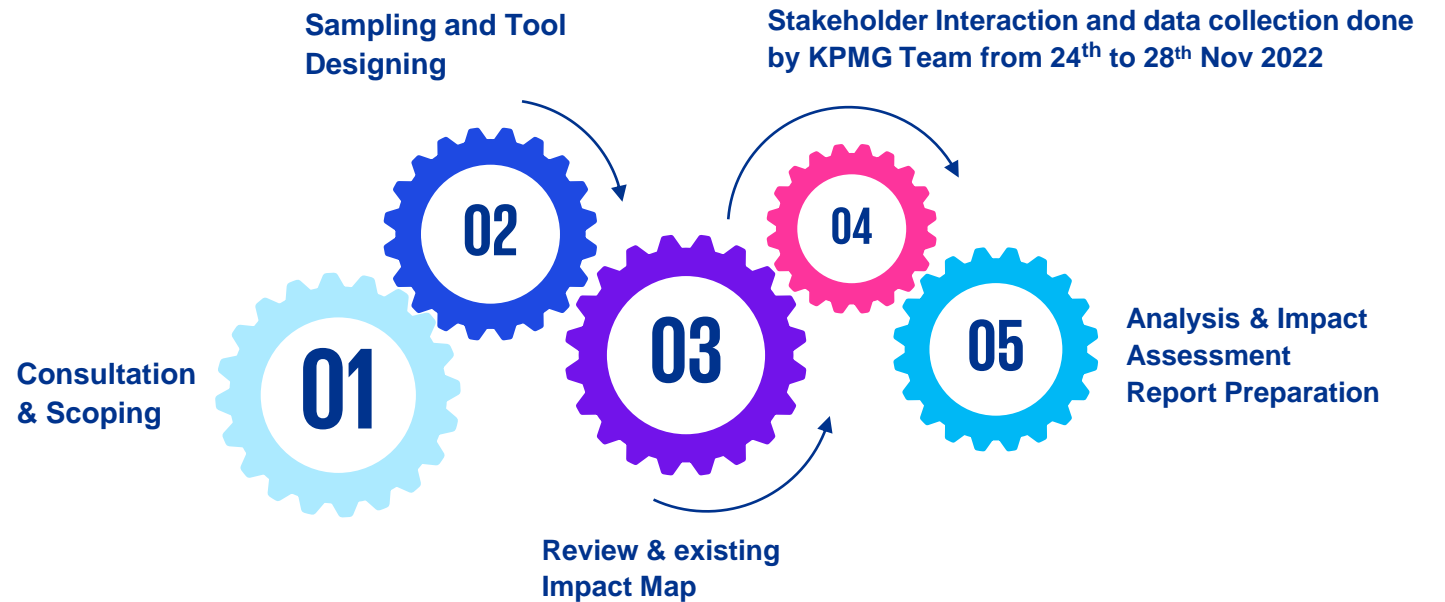 Sampling and Tool
Designing
Stakeholder Interaction and data collection done
by KPMG Team from 24th to 28th Nov 2022
02
04
03
05
01
Consultation
& Scoping
Analysis & Impact
Assessment
Report Preparation
Review & existing
Impact Map